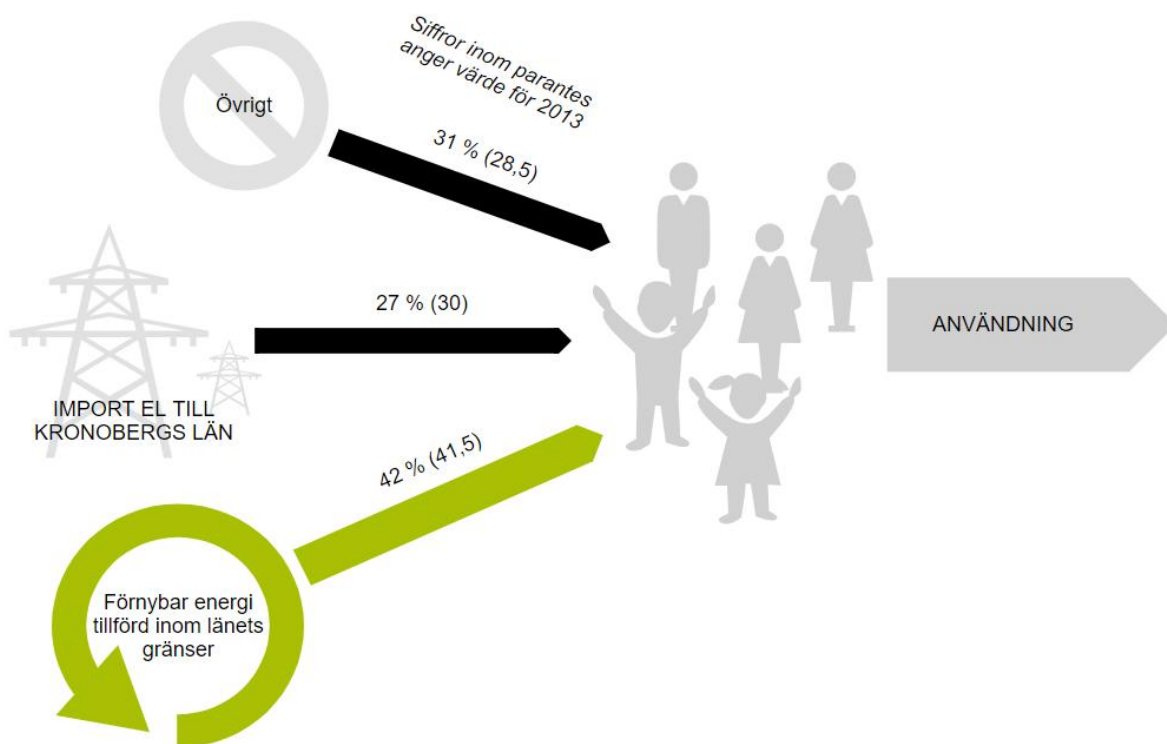 Siffror inom parantes
anger värde för 2013
Övrigt
31 % (28,5)
27 % (30)
ANVÄNDNING
IMPORT EL TILL
KRONOBERGS LÄN
42 % (41,5)
Förnybar energi
tillförd inom länets
gränser